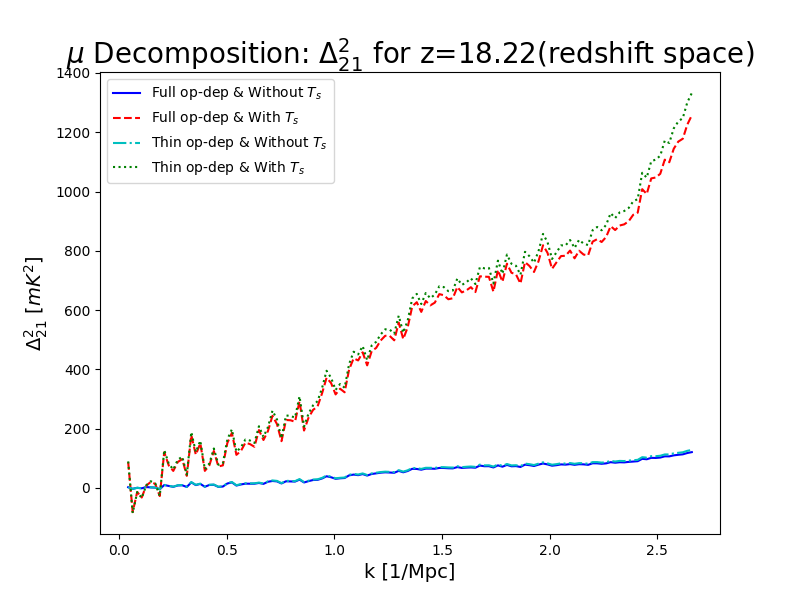 μ Decomposition: Δ²₂₁ for z=18.22(redshift space)
Full op-dep & Without Tₛ
Full op-dep & With Tₛ
Thin op-dep & Without Tₛ
Thin op-dep & With Tₛ
1400
1200
1000
800
600
400
200
0
Δ²₂₁ [mK²]
0.0 0.5 1.0 1.5 2.0 2.5
k [1/Mpc]